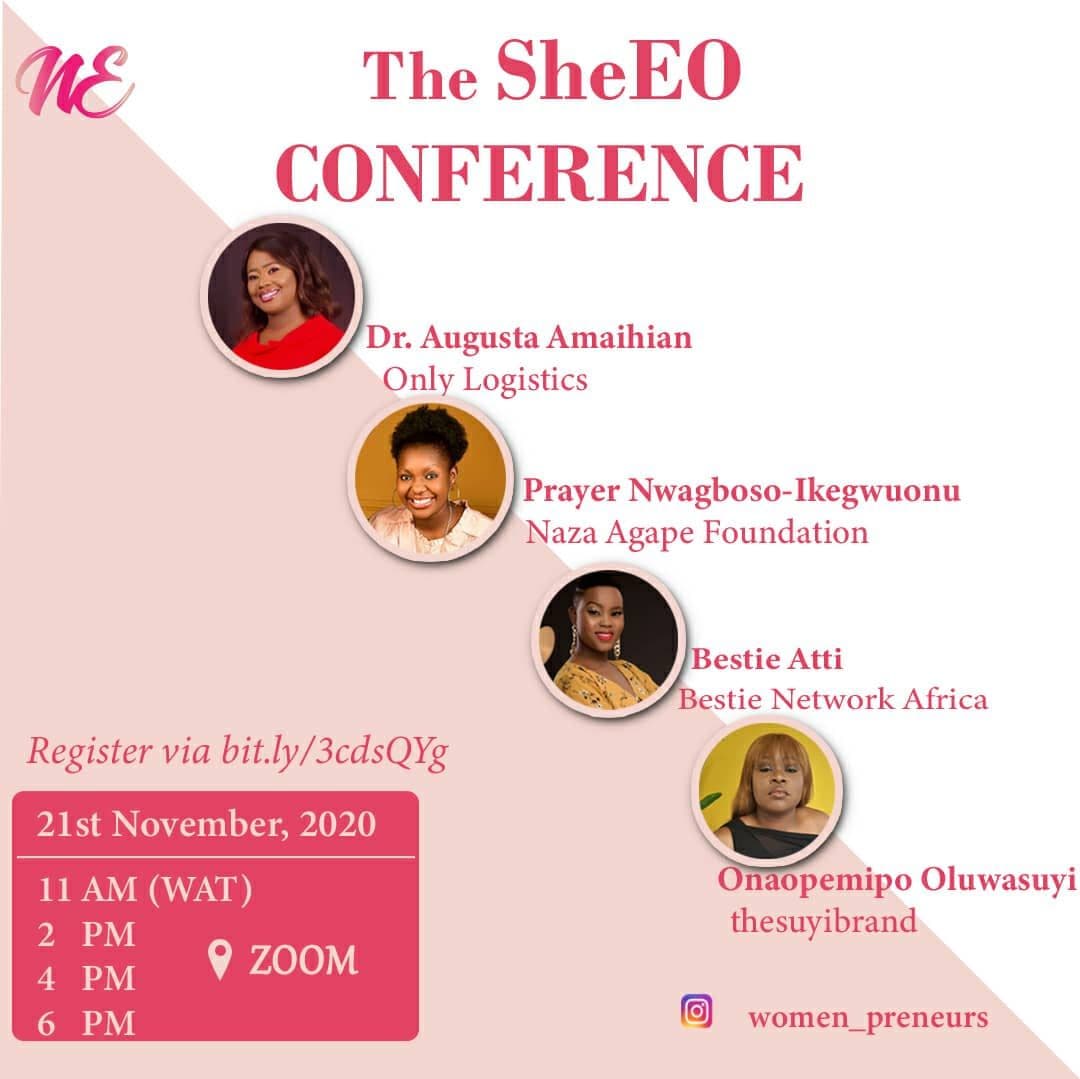 WE
The SheEO
CONFERENCE
Dr. Augusta Amaihian
Only Logistics
Prayer Nwagboso-Ikegwuonu
Naza Agape Foundation
Bestie Atti
Bestie Network Africa
Onaopemipo Oluwasuyi
thesuyibrand
Register via bit.ly/3cdsQYg
21st November, 2020
11 AM (WAT)
2 PM
4 PM
6 PM
ZOOM
women_preneurs